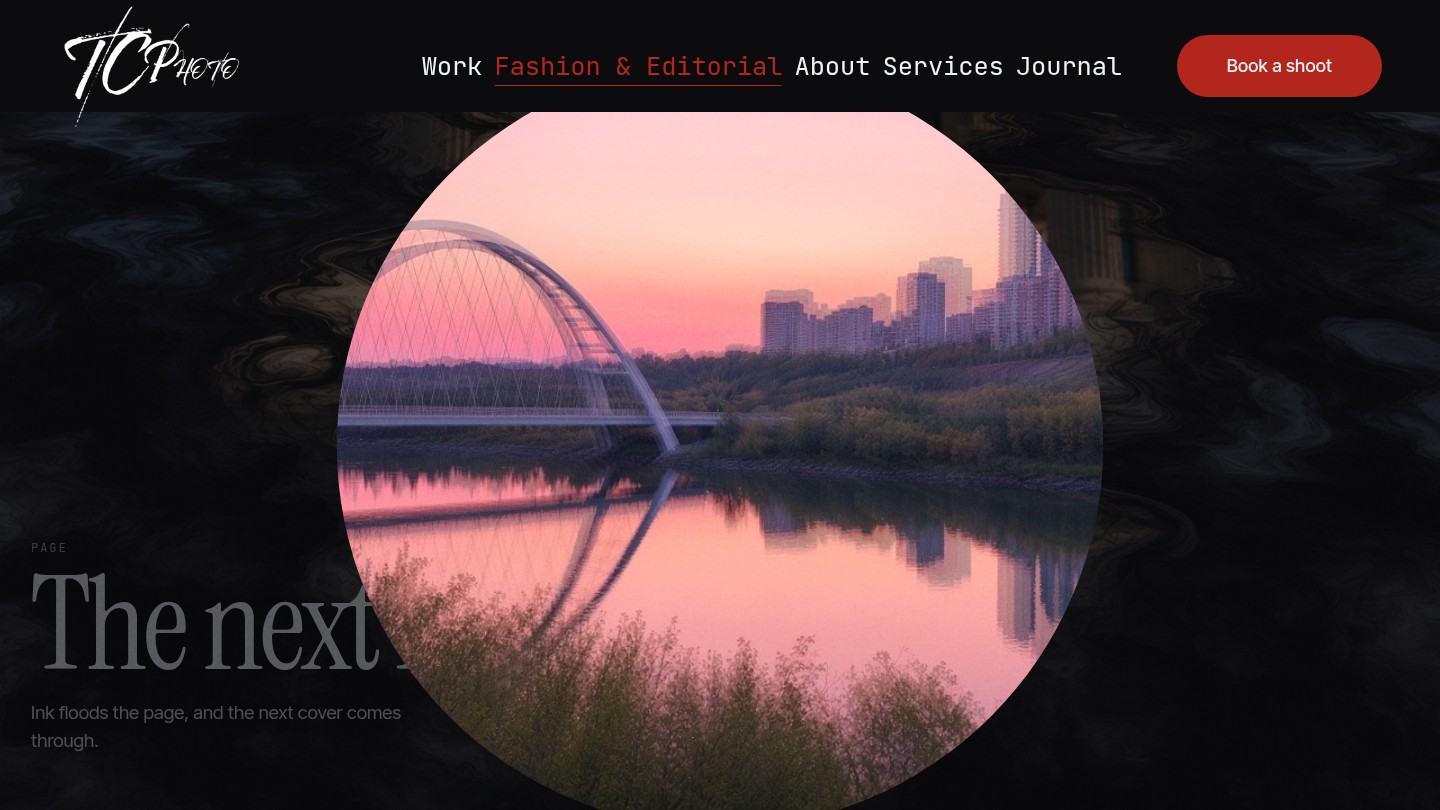 TCPHOTO
Work Fashion & Editorial About Services Journal
Book a shoot
PAGE
The next
Ink floods the page, and the next cover comes
through.